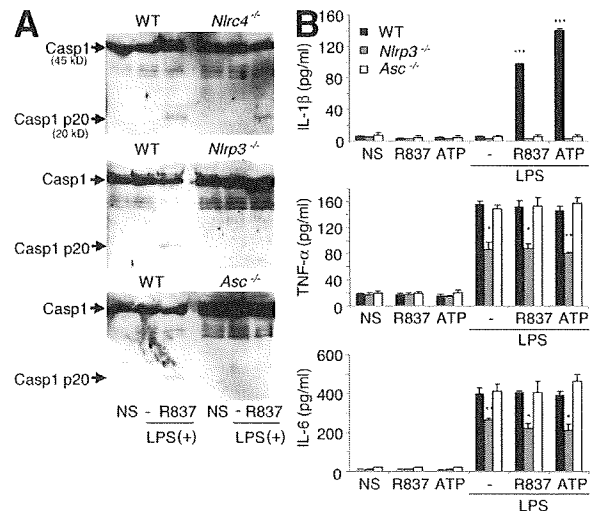 A
WT Nlrc4 -/-
Casp1
(45 kD)
Casp1 p20
(20 kD)
WT Nlrp3 -/-
Casp1
Casp1 p20
WT Asc -/-
Casp1
Casp1 p20
NS - R837 NS - R837
LPS(+) LPS(+)
B
WT
Nlrp3 -/-
Asc -/-
IL-1β (pg/ml)
160
120
80
40
0
*** ***
NS R837 ATP - R837 ATP
LPS
TNF-α (pg/ml)
200
160
120
80
40
0
* * **
NS R837 ATP - R837 ATP
LPS
IL-6 (pg/ml)
600
400
200
0
** * *
NS R837 ATP - R837 ATP
LPS